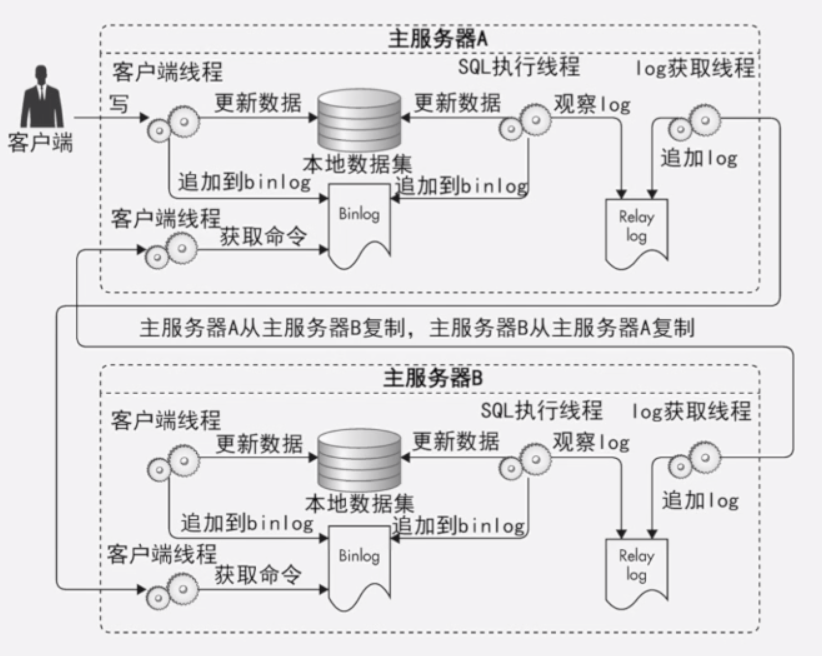 主服务器A
客户端线程
SQL执行线程
log获取线程
写
更新数据
更新数据
观察log
客户端
追加log
本地数据集
追加到binlog
追加到binlog
Binlog
Relay
log
客户端线程
获取命令
主服务器A从主服务器B复制，主服务器B从主服务器A复制
主服务器B
客户端线程
SQL执行线程
log获取线程
更新数据
更新数据
观察log
追加log
本地数据集
追加到binlog
追加到binlog
Binlog
Relay
log
客户端线程
获取命令